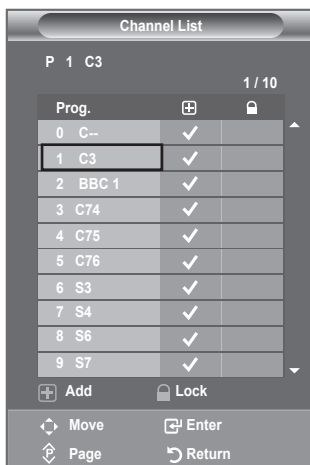 Channel List
P 1 C3
1 / 10
Prog.
0 C--
1 C3
2 BBC 1
3 C74
4 C75
5 C76
6 S3
7 S4
8 S6
9 S7
Add Lock
Move Enter
P Page Return